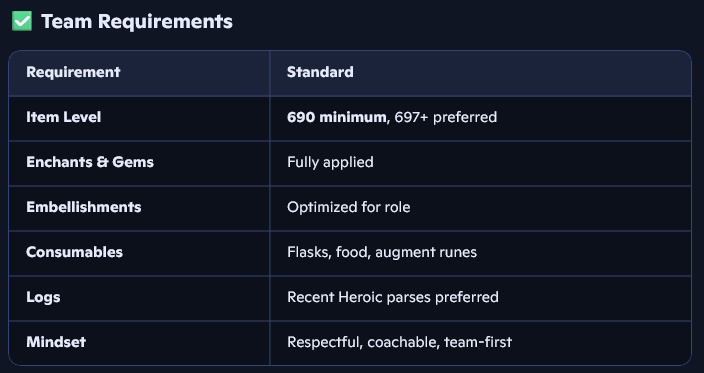 ✅ Team Requirements
Requirement Standard
Item Level 690 minimum, 697+ preferred
Enchants & Gems Fully applied
Embellishments Optimized for role
Consumables Flasks, food, augment runes
Logs Recent Heroic parses preferred
Mindset Respectful, coachable, team-first